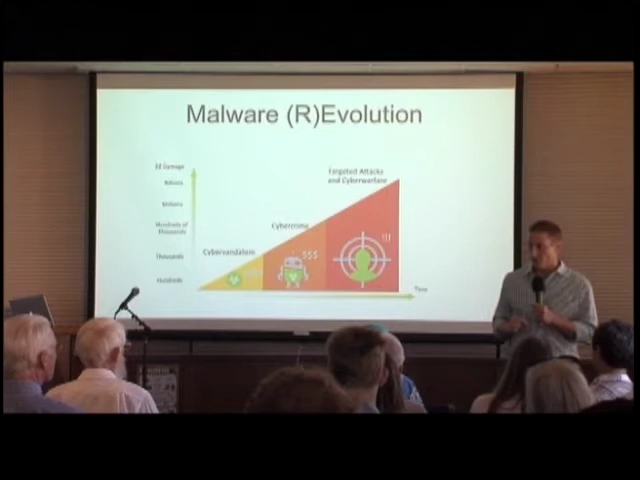 Malware (R)Evolution
$$ Damage
Billions
Millions
Hundreds of
Thousands
Thousands
Hundreds
Cybervandalism
Cybercrime
$$$
Targeted Attacks
and Cyberwarfare
!!!
Time